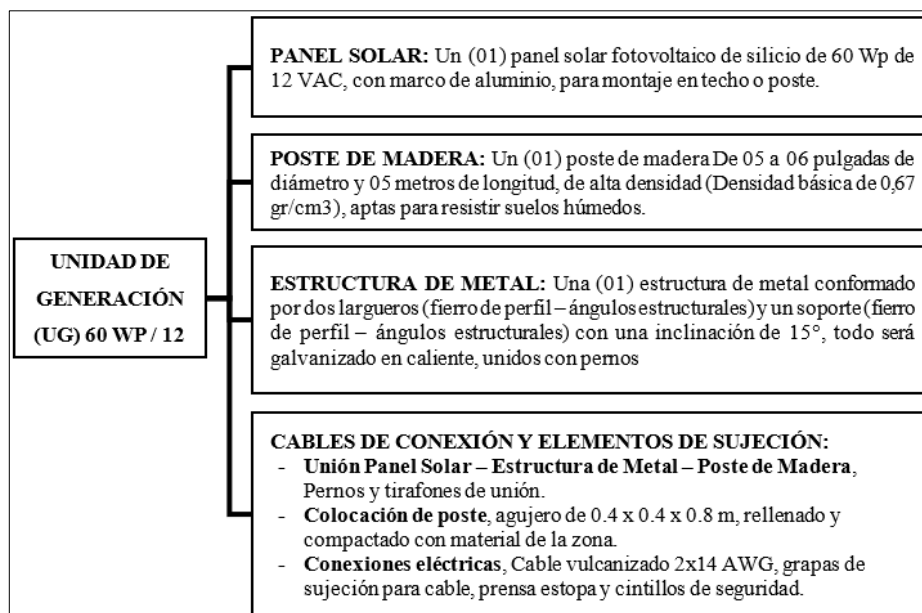 PANEL SOLAR: Un (01) panel solar fotovoltaico de silicio de 60 Wp de
12 VAC, con marco de aluminio, para montaje en techo o poste.
POSTE DE MADERA: Un (01) poste de madera De 05 a 06 pulgadas de
diámetro y 05 metros de longitud, de alta densidad (Densidad básica de 0,67
gr/cm3), aptas para resistir suelos húmedos.
UNIDAD DE
GENERACIÓN
(UG) 60 WP / 12
ESTRUCTURA DE METAL: Una (01) estructura de metal conformado
por dos largueros (fierro de perfil – ángulos estructurales) y un soporte (fierro
de perfil – ángulos estructurales) con una inclinación de 15°, todo será
galvanizado en caliente, unidos con pernos
CABLES DE CONEXIÓN Y ELEMENTOS DE SUJECIÓN:
- Unión Panel Solar – Estructura de Metal – Poste de Madera,
Pernos y tirafones de unión.
- Colocación de poste, agujero de 0.4 x 0.4 x 0.8 m, rellenado y
compactado con material de la zona.
- Conexiones eléctricas, Cable vulcanizado 2x14 AWG, grapas de
sujeción para cable, prensa estopa y cintillos de seguridad.